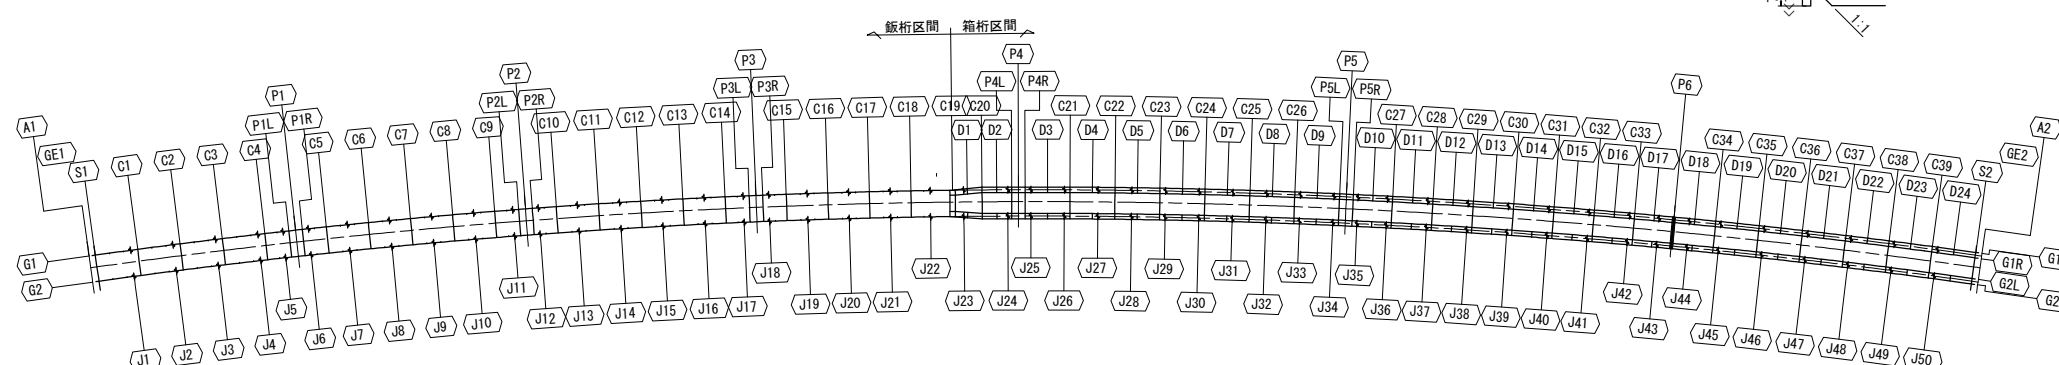 1:1
鈑桁区間 箱桁区間
P1 P2 P3 P4 P5 P6
P1L P1R P2L P2R P3L P3R P4L P4R P5L P5R
A1 GE1 S1 C1 C2 C3 C4 C5 C6 C7 C8 C9 C10 C11 C12 C13 C14 C15 C16 C17 C18 C19 C20 C21 C22 C23 C24 C25 C26 C27 C28 C29 C30 C31 C32 C33 C34 C35 C36 C37 C38 C39 S2 GE2 A2
D1 D2 D3 D4 D5 D6 D7 D8 D9 D10 D11 D12 D13 D14 D15 D16 D17 D18 D19 D20 D21 D22 D23 D24
G1 G1R G1
G2 G2L G2
J1 J2 J3 J4 J5 J6 J7 J8 J9 J10 J11 J12 J13 J14 J15 J16 J17 J18 J19 J20 J21 J22 J23 J24 J25 J26 J27 J28 J29 J30 J31 J32 J33 J34 J35 J36 J37 J38 J39 J40 J41 J42 J43 J44 J45 J46 J47 J48 J49 J50